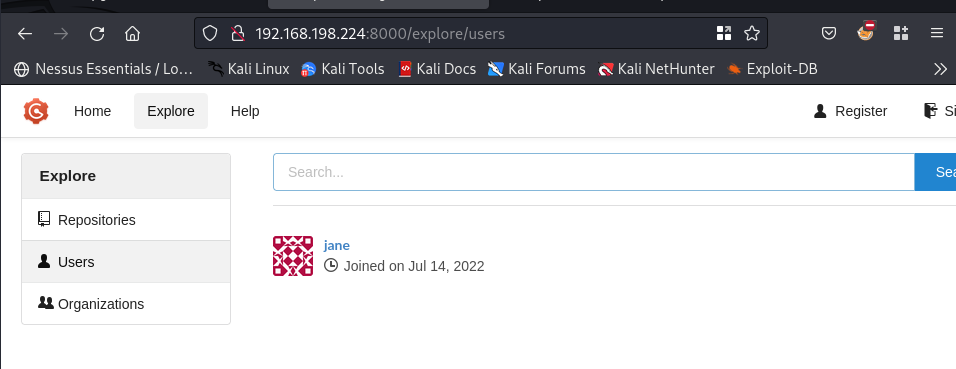 192.168.198.224:8000/explore/users
Nessus Essentials / Lo... Kali Linux Kali Tools Kali Docs Kali Forums Kali NetHunter Exploit-DB
Home Explore Help Register Si
Explore
Search... Sea
Repositories
Users
Organizations
jane
Joined on Jul 14, 2022